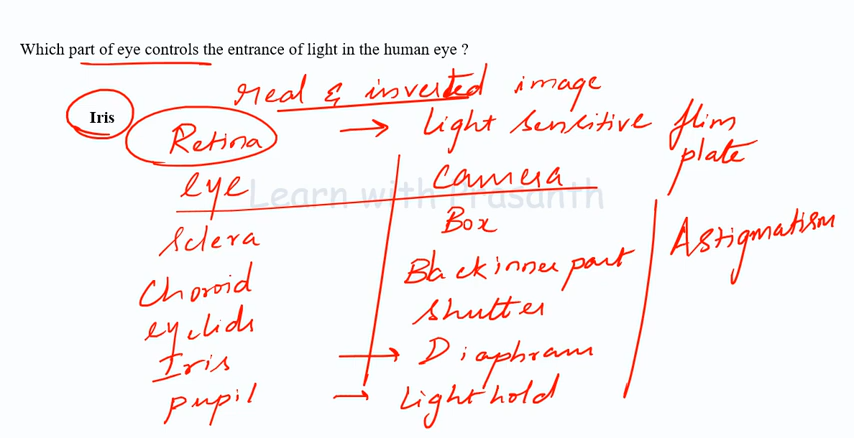 Which part of eye controls the entrance of light in the human eye ?
real & inverted image
Iris
Retina → light sensitive flim
plate
eye Camera
Learn with Prasanth
Sclera Box
Astigmatism
Choroid Black inner part
eyelids Shutter
Iris → Diaphram
pupil → Light hold